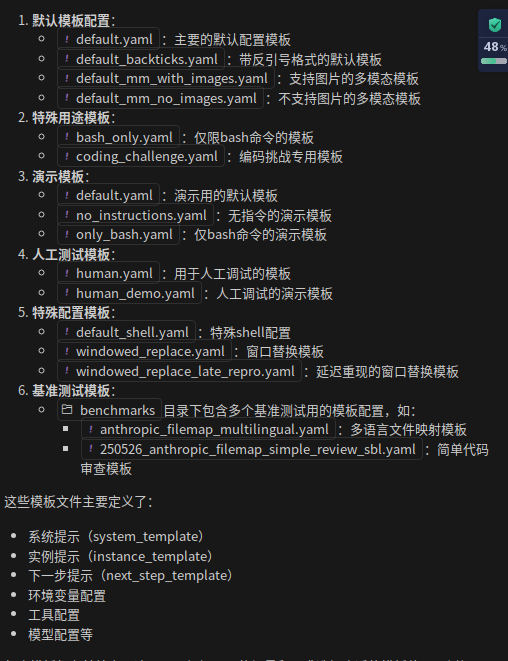 1. 默认模板配置：
! default.yaml ：主要的默认配置模板
! default_backticks.yaml ：带反引号格式的默认模板
! default_mm_with_images.yaml ：支持图片的多模态模板
! default_mm_no_images.yaml ：不支持图片的多模态模板
2. 特殊用途模板：
! bash_only.yaml ：仅限bash命令的模板
! coding_challenge.yaml ：编码挑战专用模板
3. 演示模板：
! default.yaml ：演示用的默认模板
! no_instructions.yaml ：无指令的演示模板
! only_bash.yaml ：仅bash命令的演示模板
4. 人工测试模板：
! human.yaml ：用于人工调试的模板
! human_demo.yaml ：人工调试的演示模板
5. 特殊配置模板：
! default_shell.yaml ：特殊shell配置
! windowed_replace.yaml ：窗口替换模板
! windowed_replace_late_repro.yaml ：延迟重现的窗口替换模板
6. 基准测试模板：
benchmarks 目录下包含多个基准测试用的模板配置，如：
! anthropic_filemap_multilingual.yaml ：多语言文件映射模板
! 250526_anthropic_filemap_simple_review_sbl.yaml ：简单代码
审查模板
这些模板文件主要定义了：
系统提示（system_template）
实例提示（instance_template）
下一步提示（next_step_template）
环境变量配置
工具配置
模型配置等
48%